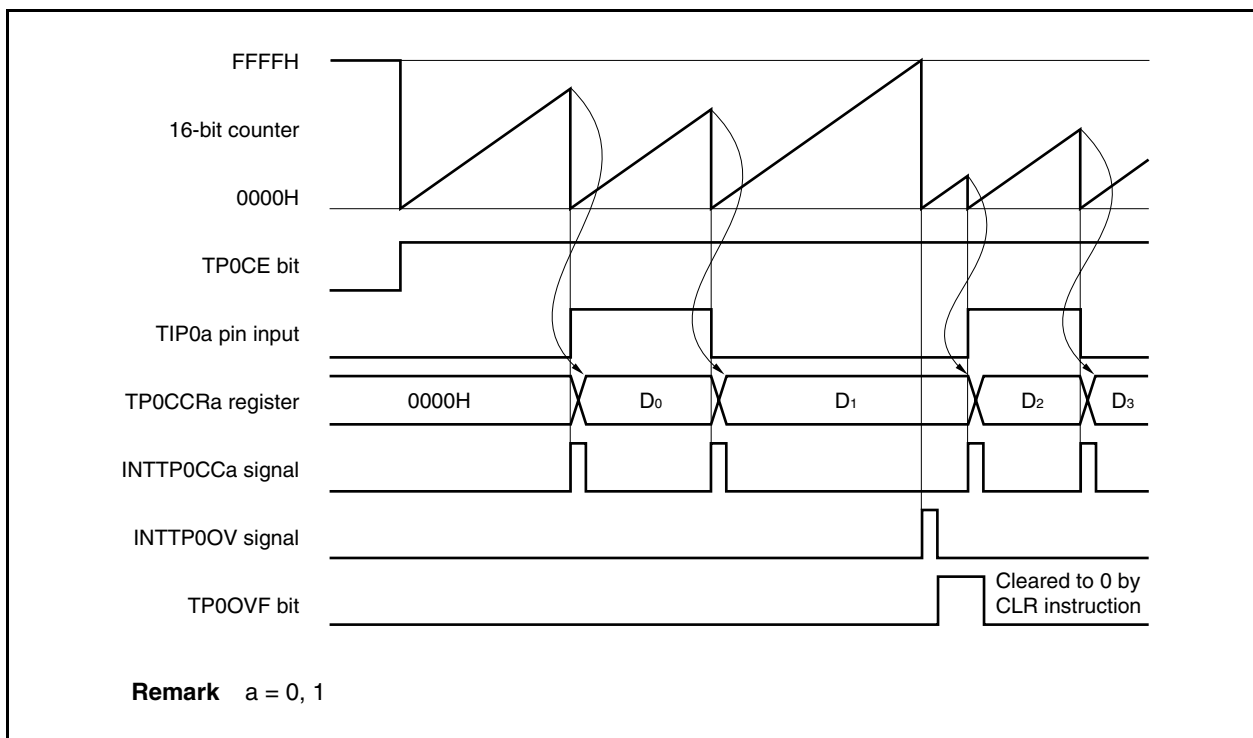 FFFFH
16-bit counter
0000H
TP0CE bit
TIP0a pin input
TP0CCRa register
0000H
D0
D1
D2
D3
INTTP0CCa signal
INTTP0OV signal
TP0OVF bit
Cleared to 0 by
CLR instruction
Remark a = 0, 1